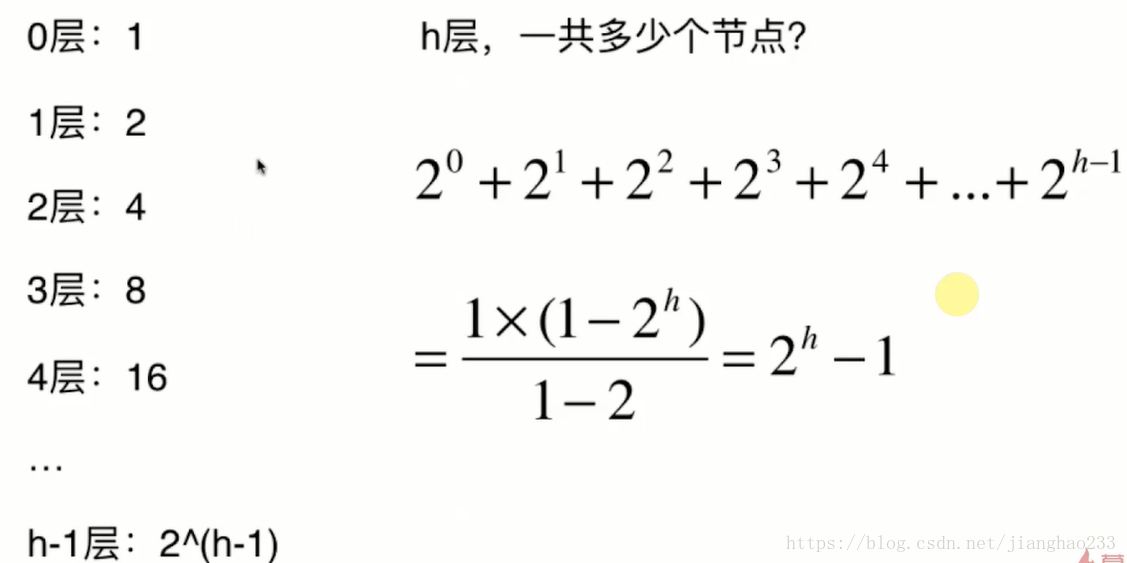 0层：1
1层：2
2层：4
3层：8
4层：16
…
h-1层：2^(h-1)
h层，一共多少个节点?
2^0 + 2^1 + 2^2 + 2^3 + 2^4 + ...+ 2^{h-1}
= \frac{1×(1-2^h)}{1-2} = 2^h - 1
https://blog.csdn.net/jianghao233